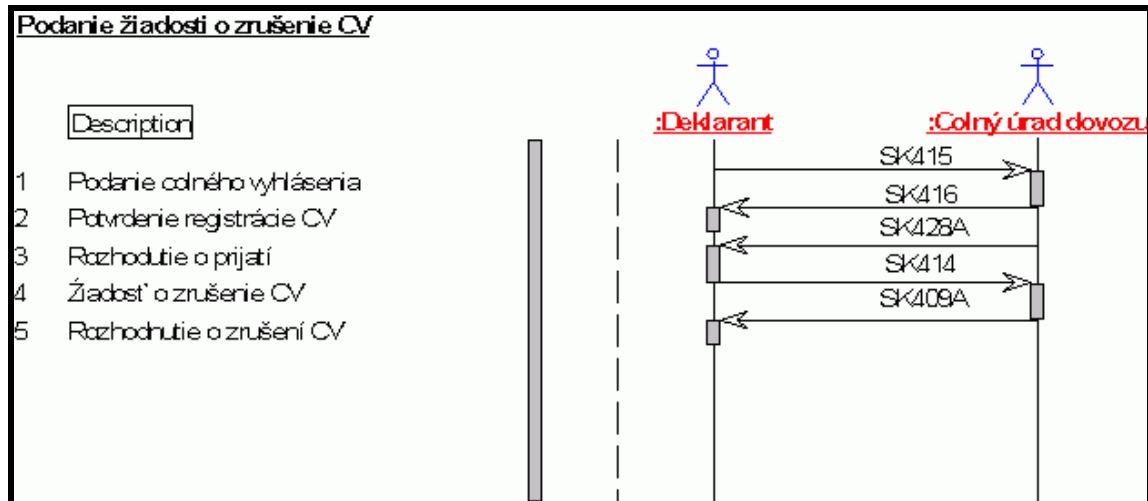 Podanie žiadosti o zrušenie CV
Description
:Deklarant
:Colný úrad dovozu
1 Podanie colného vyhlásenia
2 Potvrdenie registrácie CV
3 Rozhodutie o prijatí
4 Źiadosť o zrušenie CV
5 Rozhodnutie o zrušení CV
SK415
SK416
SK428A
SK414
SK409A